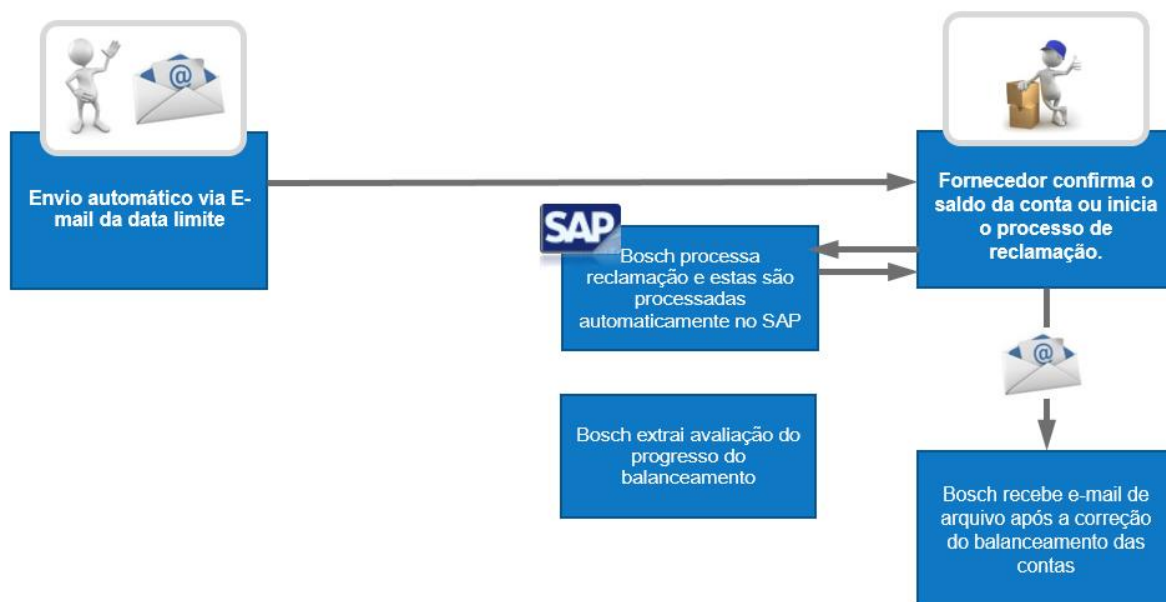 Envio automático via E-
mail da data limite
Fornecedor confirma o
saldo da conta ou inicia
o processo de
reclamação.
SAP
Bosch processa
reclamação e estas são
processadas
automaticamente no SAP
Bosch extrai avaliação do
progresso do
balanceamento
Bosch recebe e-mail de
arquivo após a correção
do balanceamento das
contas